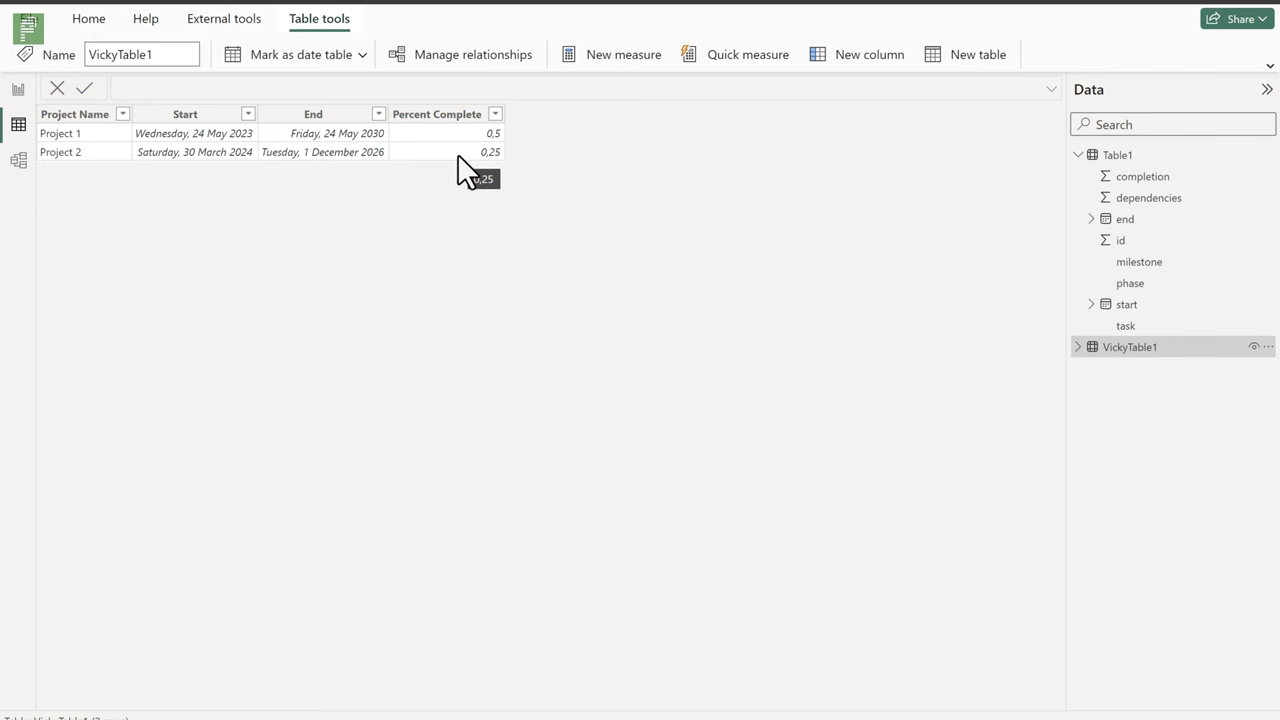 Home Help External tools Table tools Share
Name VickyTable1 Mark as date table Manage relationships New measure Quick measure New column New table
Data
Project Name Start End Percent Complete
Search
Project 1 Wednesday, 24 May 2023 Friday, 24 May 2030 0,5
Project 2 Saturday, 30 March 2024 Tuesday, 1 December 2026 0,25
Table1
completion
dependencies
end
id
milestone
phase
start
task
VickyTable1